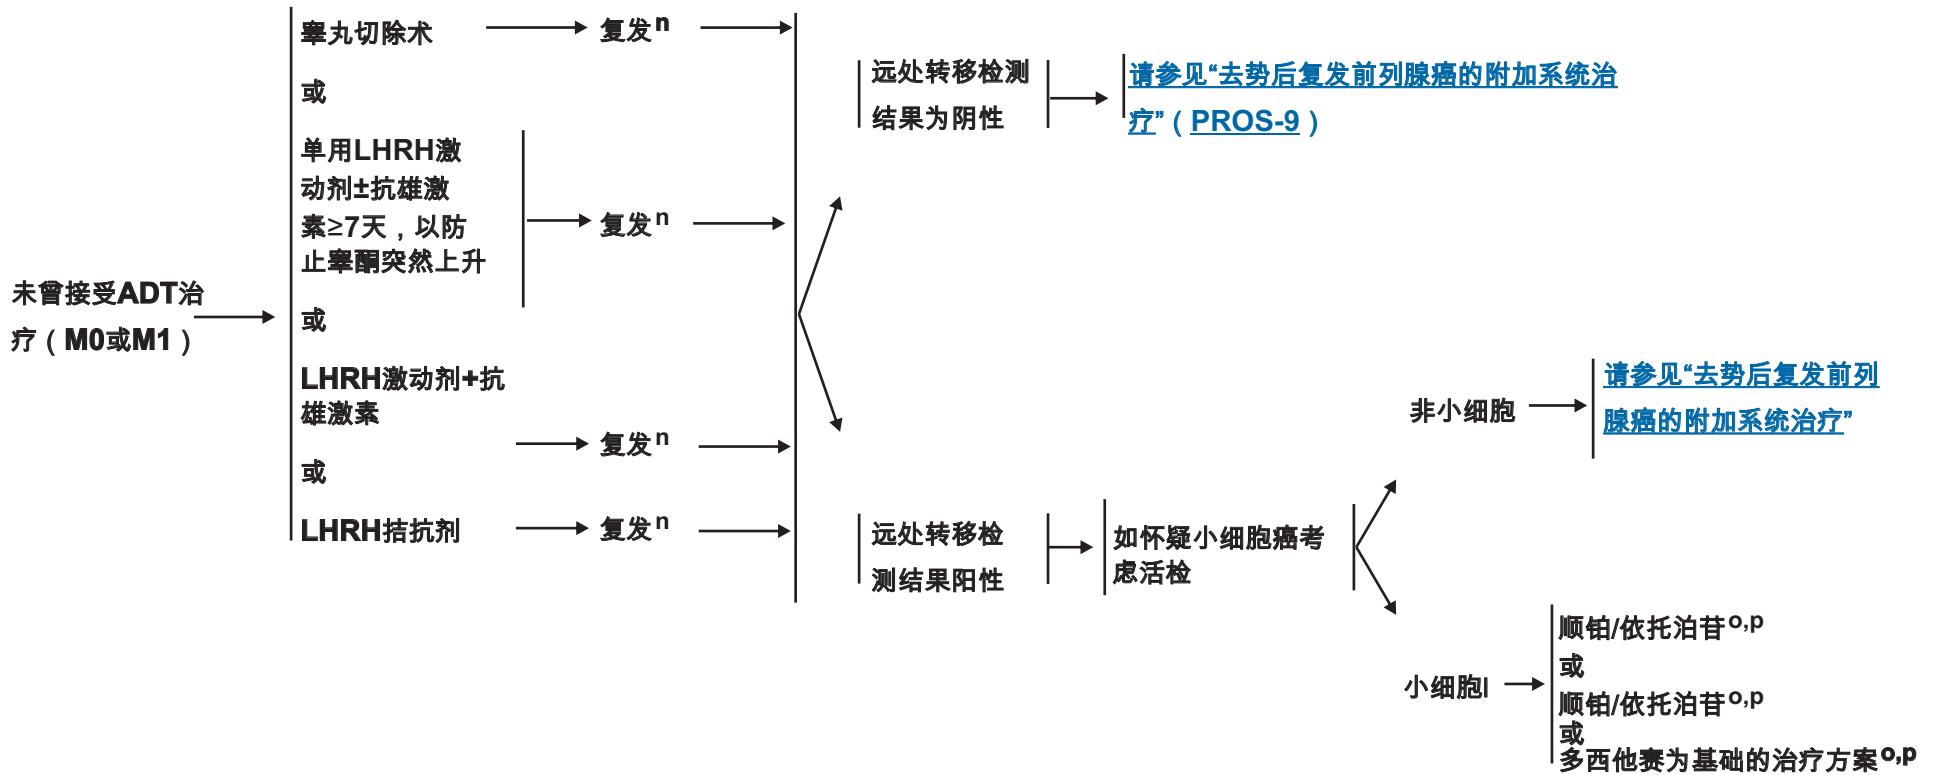 未曾接受ADT治
疗（M0或M1）
睾丸切除术
或
单用LHRH激
动剂±抗雄激
素≥7天，以防
止睾酮突然上升
或
LHRH激动剂+抗
雄激素
或
LHRH拮抗剂
复发n
复发n
复发n
复发n
远处转移检测
结果为阴性
请参见“去势后复发前列腺癌的附加系统治
疗”（PROS-9）
远处转移检
测结果阳性
如怀疑小细胞癌考
虑活检
非小细胞
请参见“去势后复发前列
腺癌的附加系统治疗”
小细胞l
顺铂/依托泊苷o,p
或
顺铂/依托泊苷o,p
或
多西他赛为基础的治疗方案o,p